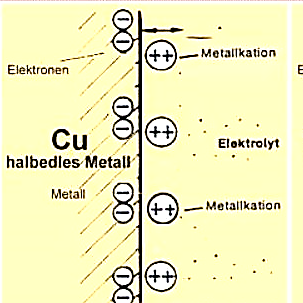 Metallkation
Elektronen
Cu
halbedles Metall
Elektrolyt
Metall
Metallkation
E